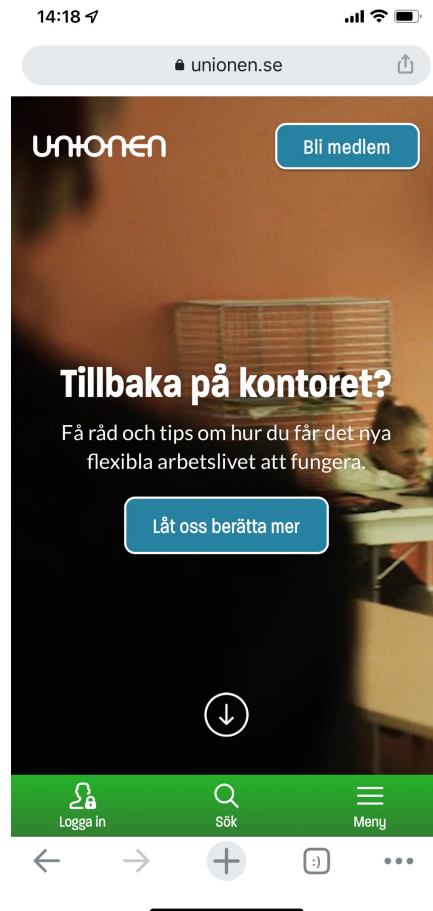 14:18
unionen.se
UNIONEN
Bli medlem
Tillbaka på kontoret?
Få råd och tips om hur du får det nya
flexibla arbetslivet att fungera.
Låt oss berätta mer
Logga in
Sök
Meny
:)